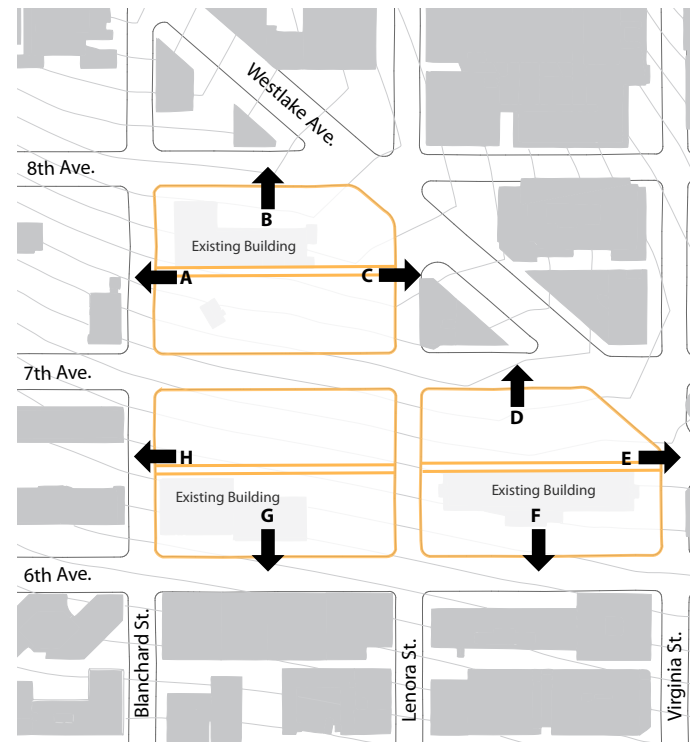 Westlake Ave.
8th Ave.
B
Existing Building
A
C
7th Ave.
D
H
E
Existing Building
Existing Building
G
F
6th Ave.
Blanchard St.
Lenora St.
Virginia St.